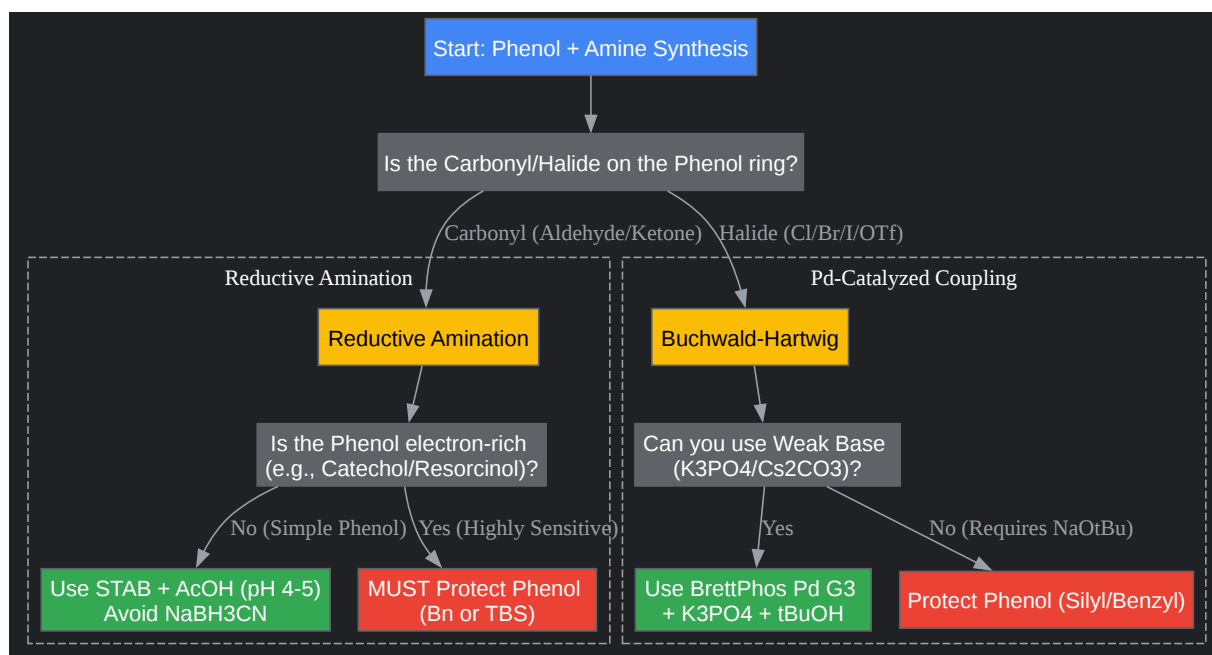 Start: Phenol + Amine Synthesis
Is the Carbonyl/Halide on the Phenol ring?
Carbonyl (Aldehyde/Ketone)
Halide (Cl/Br/I/OTf)
Reductive Amination
Pd-Catalyzed Coupling
Reductive Amination
Buchwald-Hartwig
Is the Phenol electron-rich
(e.g., Catechol/Resorcinol)?
Can you use Weak Base
(K3PO4/Cs2CO3)?
No (Simple Phenol)
Yes (Highly Sensitive)
Yes
No (Requires NaOtBu)
Use STAB + AcOH (pH 4-5)
Avoid NaBH3CN
MUST Protect Phenol
(Bn or TBS)
Use BrettPhos Pd G3
+ K3PO4 + tBuOH
Protect Phenol (Silyl/Benzyl)